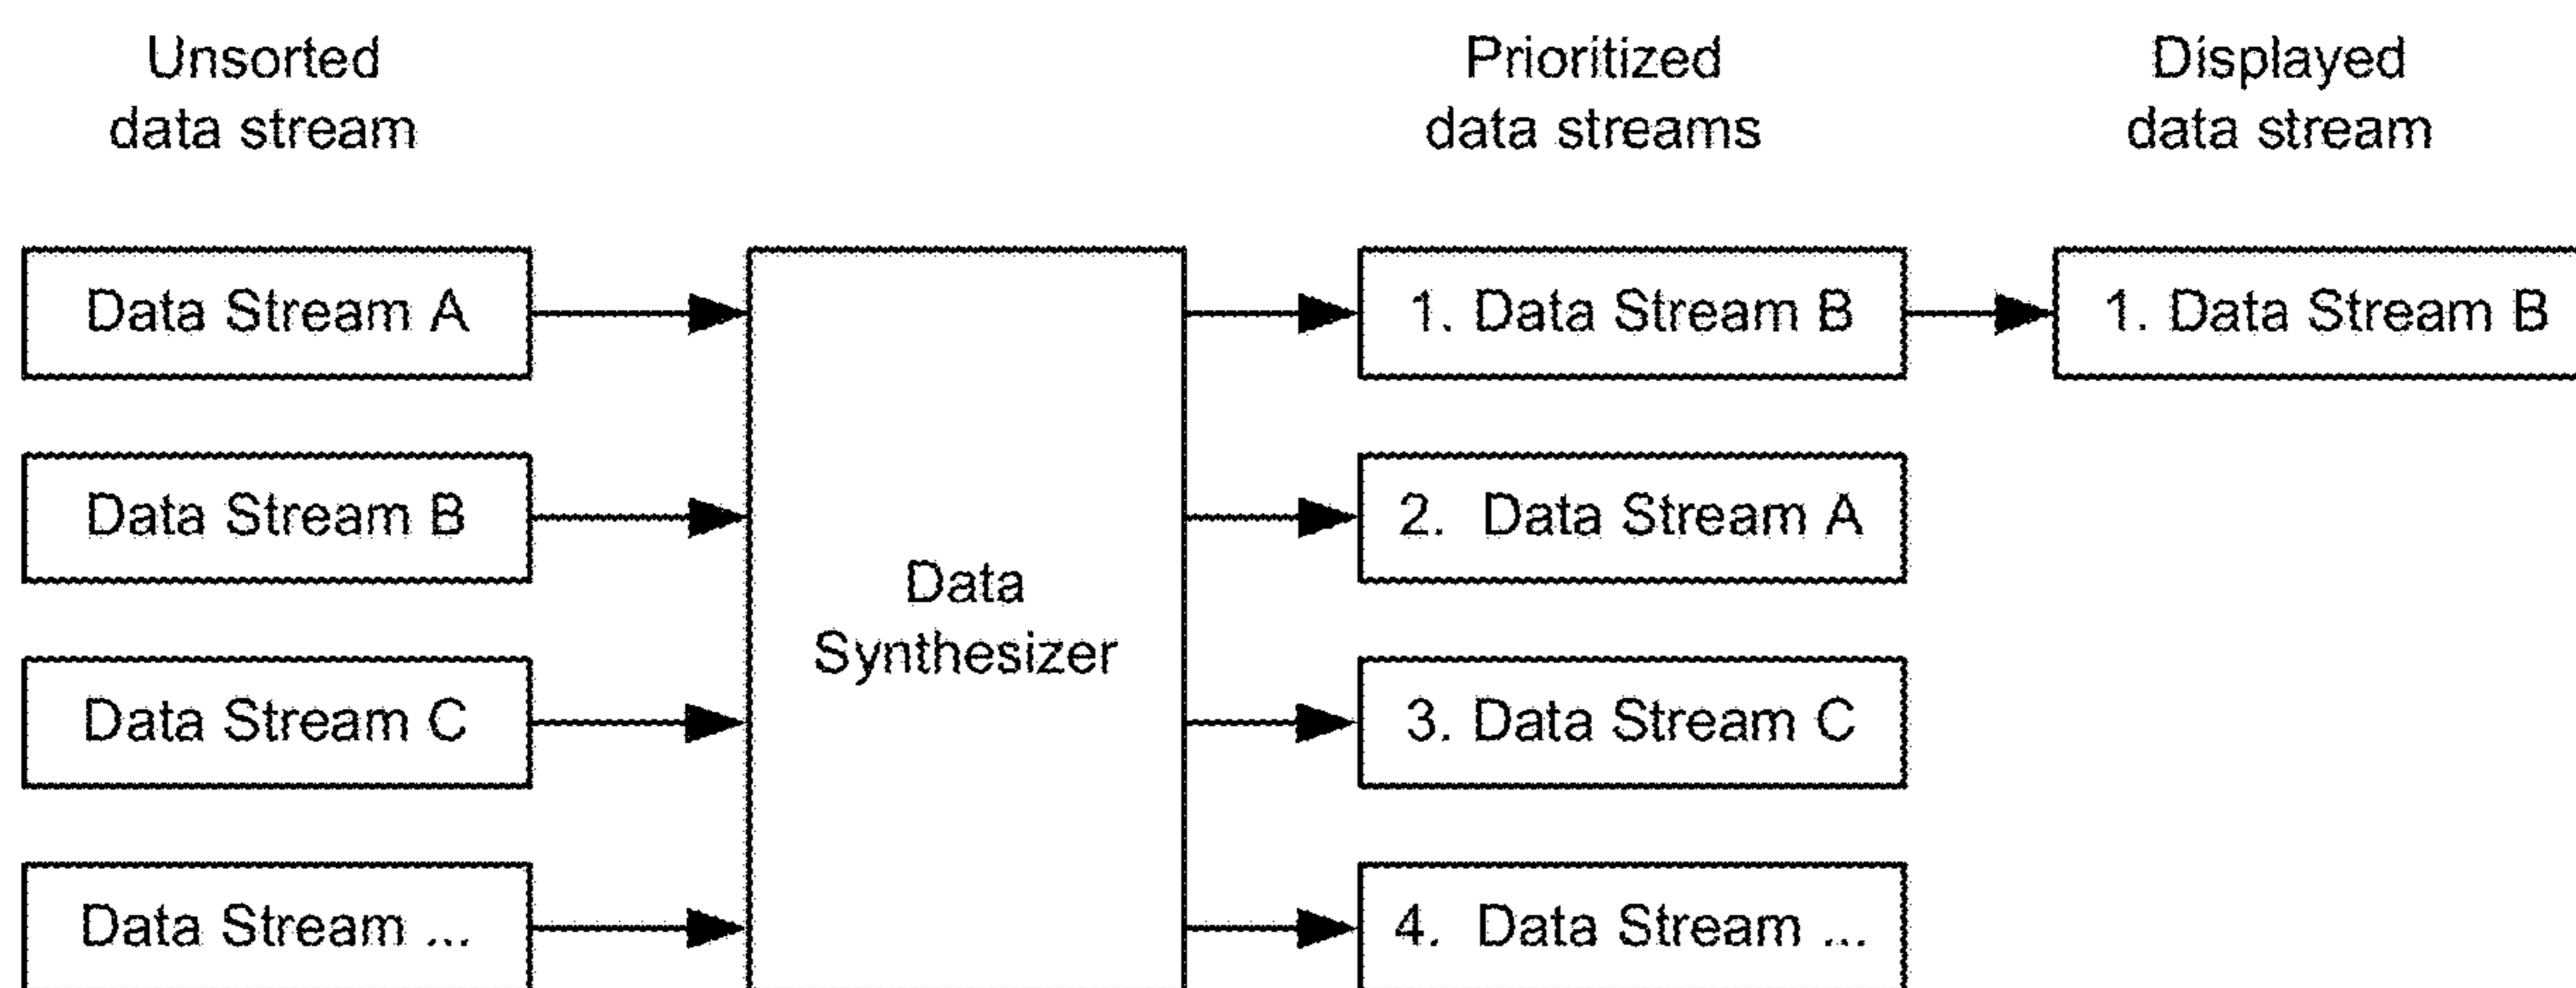 Unsorted
data stream
Prioritized
data streams
Displayed
data stream
Data Stream A
1. Data Stream B
1. Data Stream B
Data Stream B
2. Data Stream A
Data
Synthesizer
Data Stream C
3. Data Stream C
Data Stream ...
4. Data Stream ...